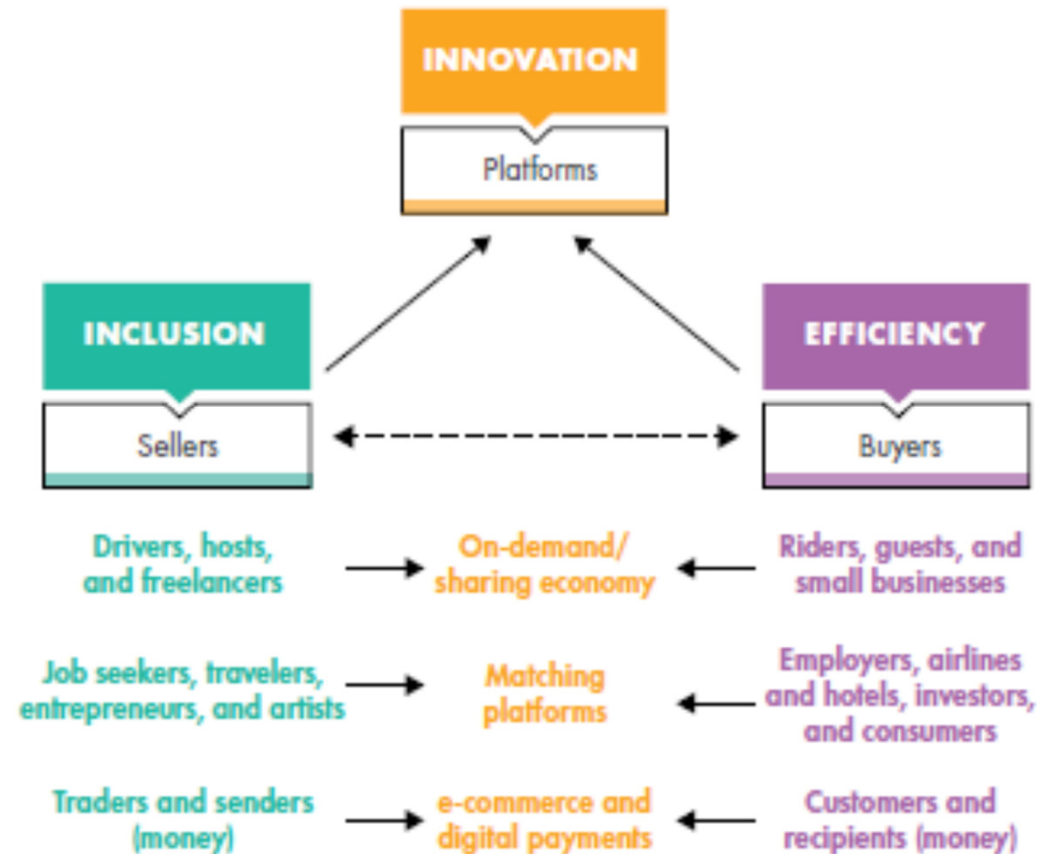 INNOVATION
Platforms
INCLUSION
EFFICIENCY
Sellers
Buyers
Drivers, hosts,
and freelancers
On-demand/
sharing economy
Riders, guests, and
small businesses
Job seekers, travelers,
entrepreneurs, and artists
Matching
platforms
Employers, airlines
and hotels, investors,
and consumers
Traders and senders
(money)
e-commerce and
digital payments
Customers and
recipients (money)